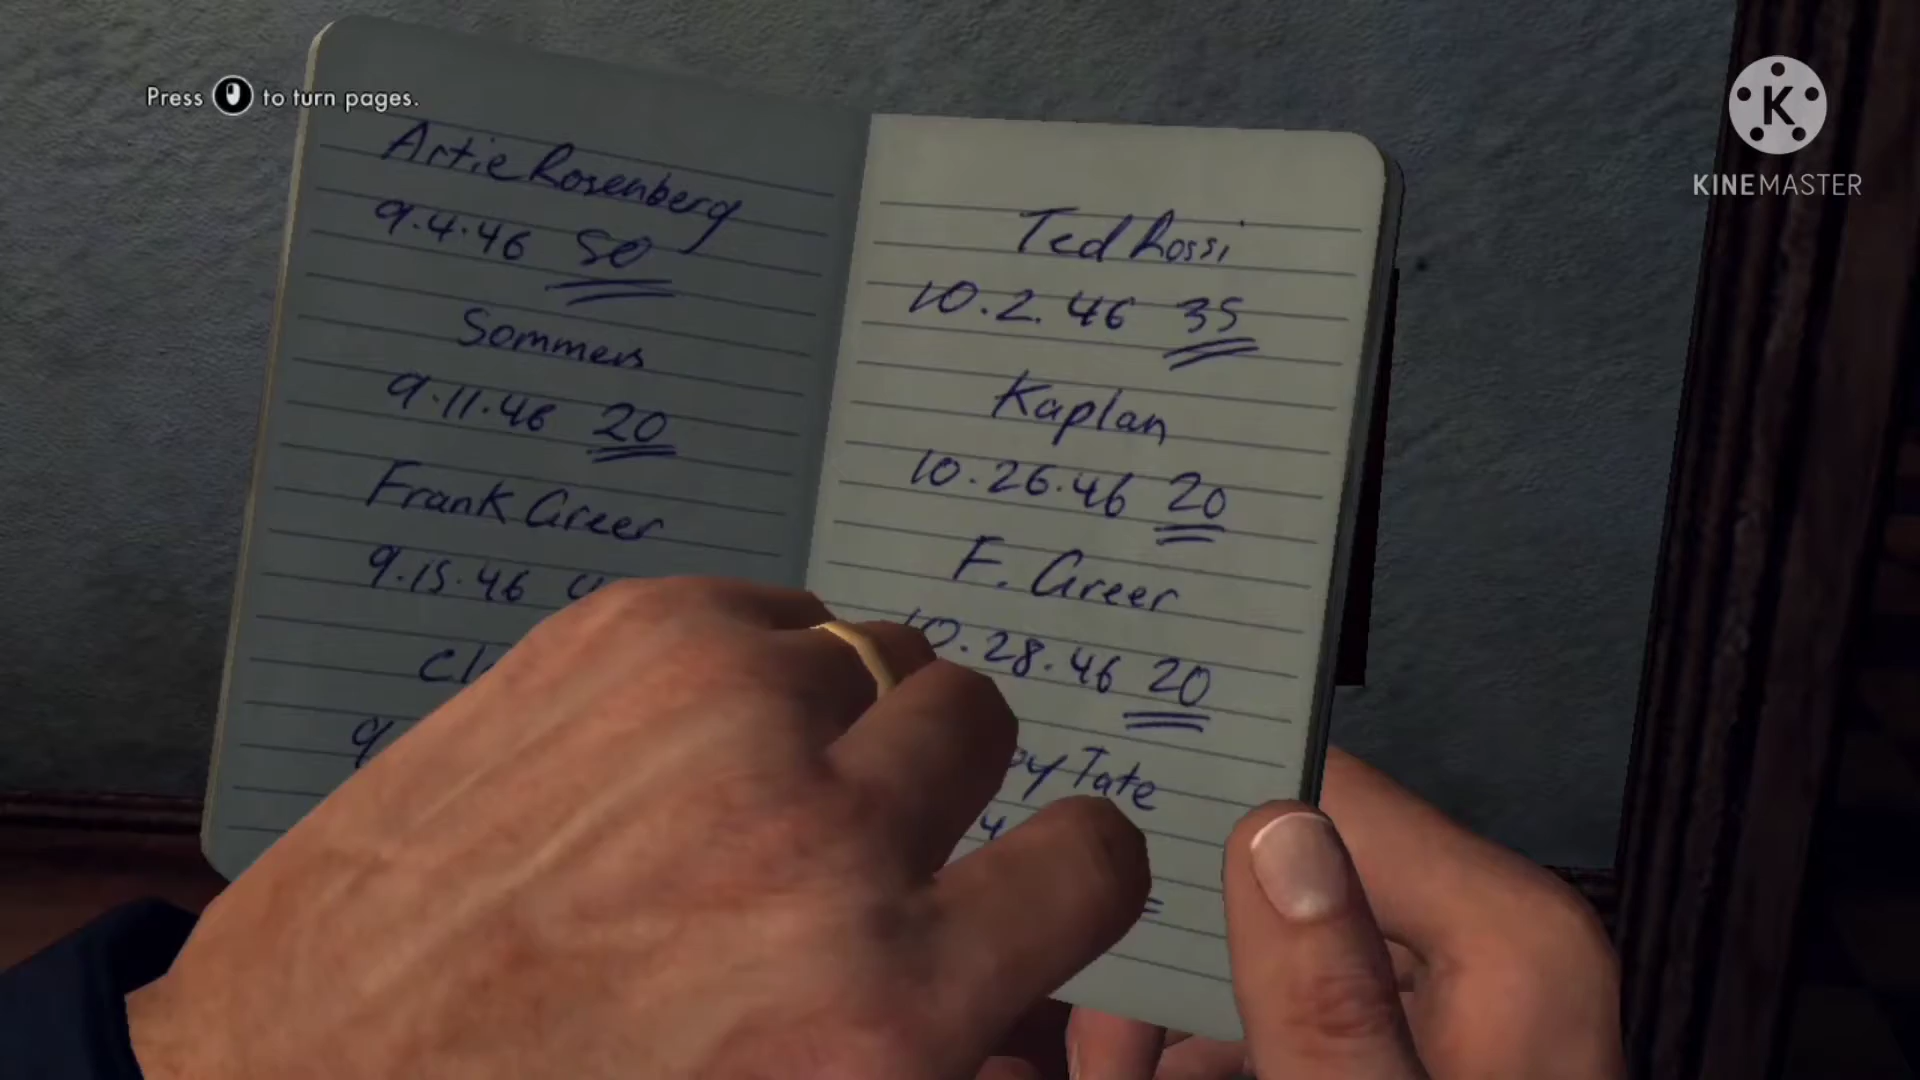 Press to turn pages.
KINEMASTER
Artie Rosenberg
9.4.46 50
Sommers
9.11.46 20
Frank Greer
9.15.46
Ted Rossi
10.2.46 35
Kaplan
10.26.46 20
F. Greer
10.28.46 20
Tate